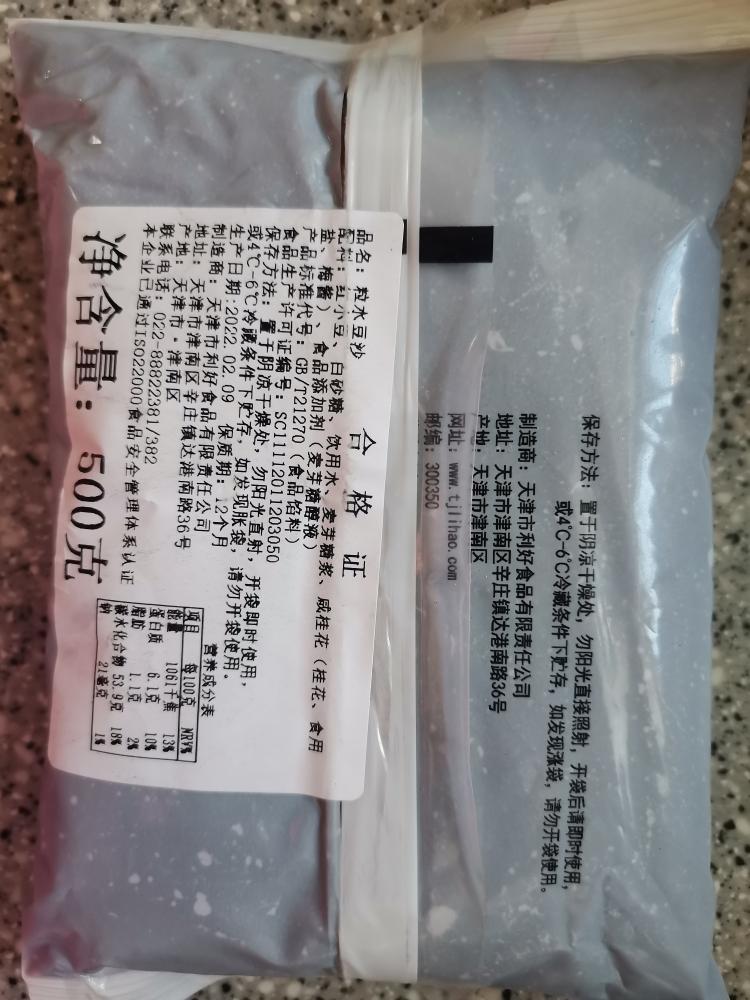 保存方法：置于阴凉干燥处，勿阳光直接照射，开袋后请即时使用，
或4℃-6℃冷藏条件下贮存，如发现涨袋，请勿开袋使用。
制造商：天津市利好食品有限责任公司
地址：天津市津南区辛庄镇达港南路36号
产地：天津市津南区
网址：www.tjlihao.com
邮编：300350
合格证
品名：粒水豆沙
配料：红小豆、白砂糖、饮用水、麦芽糖浆、咸桂花（桂花、食用
盐、梅酱）、食品添加剂（麦芽糖醇液）
产品标准代号：GB/T21270（食品馅料）
食品生产许可证编号：SC11112011203050
保存方法：置于阴凉干燥处，勿阳光直射，开袋即时使用，
或4℃-6℃冷藏条件下贮存，如发现胀袋，请勿开袋使用。
生产日期：2022.02.09 保质期：12个月
制造商：天津市利好食品有限责任公司
地址：天津市津南区辛庄镇达港南路36号
产地：天津市·津南区
联系电话：022-88822381/382
本企业已通过ISO22000食品安全管理体系认证
净含量：500克
营养成分表
项目 每100克 NRV%
能量 1061千焦 13%
蛋白质 6.1克 10%
脂肪 1.1克 2%
碳水化合物 53.9克 18%
钠 21毫克 1%